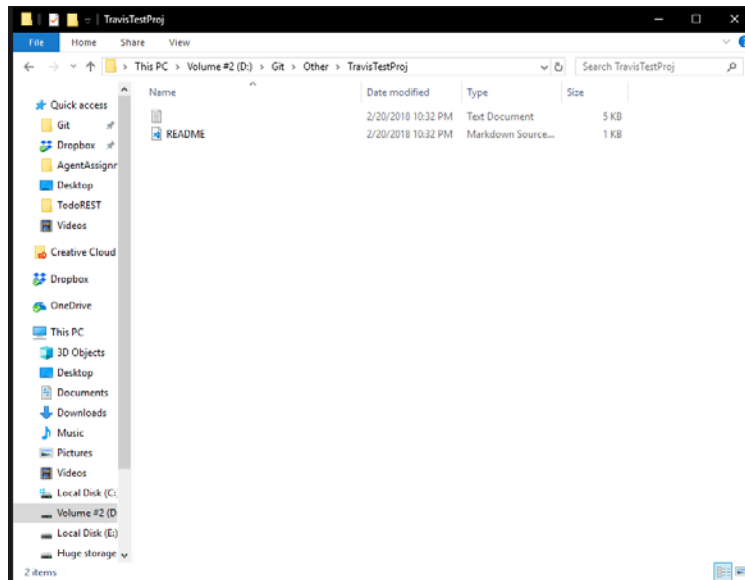 TravisTestProj
File Home Share View
This PC > Volume #2 (D:) > Git > Other > TravisTestProj
Search TravisTestProj
Name Date modified Type Size
2/20/2018 10:32 PM Text Document 5 KB
README 2/20/2018 10:32 PM Markdown Source... 1 KB
Quick access
Git
Dropbox
AgentAssignr
Desktop
TodoREST
Videos
Creative Cloud
Dropbox
OneDrive
This PC
3D Objects
Desktop
Documents
Downloads
Music
Pictures
Videos
Local Disk (C:
Volume #2 (D
Local Disk (E:)
Huge storage
2 items